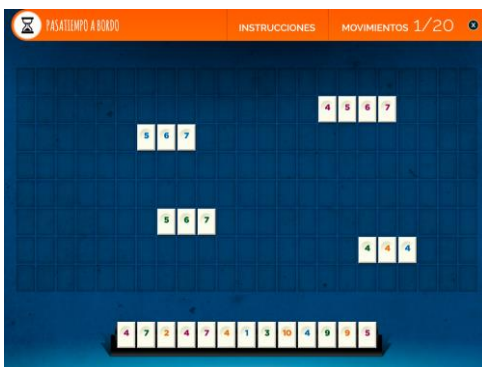 PASATIEMPO A BORDO INSTRUCCIONES MOVIMIENTOS 1/20 X
4 5 6 7
5 6 7
5 6 7
4 4 4
4 7 2 4 7 4 1 3 10 4 9 9 5